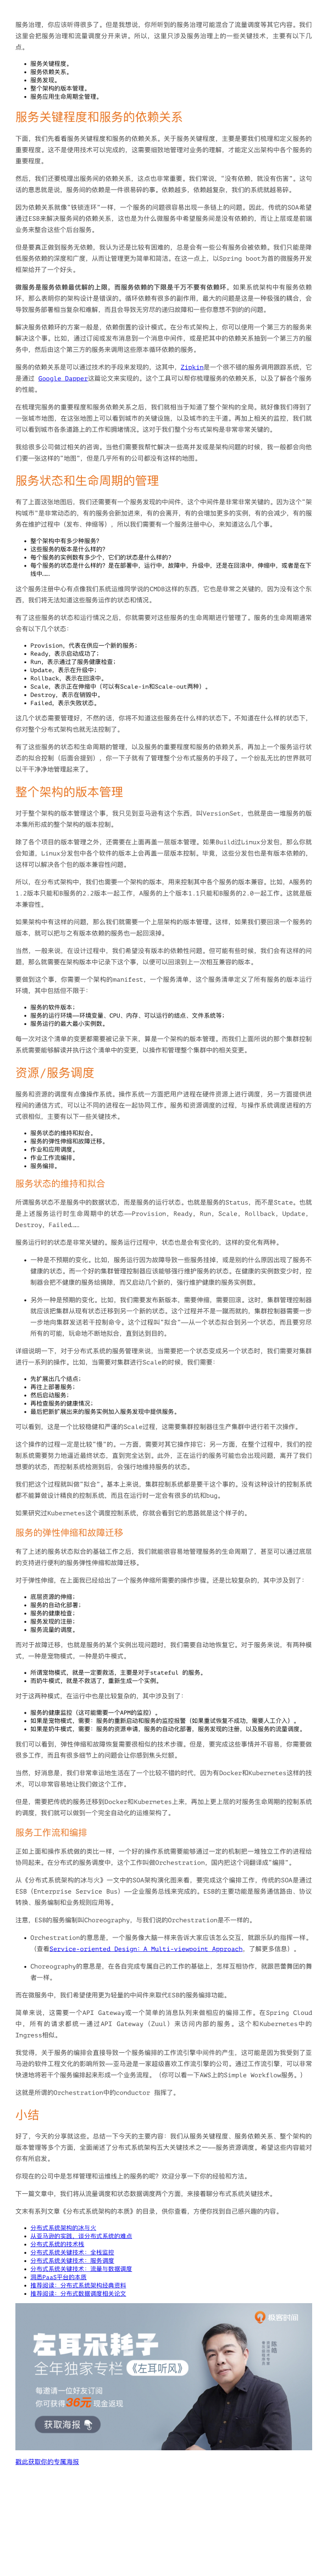 服务治理，你应该听得很多了。但是我想说，你所听到的服务治理可能混合了流量调度等其它内容。我们
这里会把服务治理和流量调度分开来讲。所以，这里只涉及服务治理上的一些关键技术，主要有以下几
点。
服务关键程度。
服务依赖关系。
服务发现。
整个架构的版本管理。
服务应用生命周期全管理。
服务关键程度和服务的依赖关系
下面，我们先看看服务关键程度和服务的依赖关系。关于服务关键程度，主要是要我们梳理和定义服务的
重要程度。这不是使用技术可以完成的，这需要细致地管理对业务的理解，才能定义出架构中各个服务的
重要程度。
然后，我们还要梳理出服务间的依赖关系，这点也非常重要。我们常说，“没有依赖，就没有伤害”。这句
话的意思就是说，服务间的依赖是一件很易碎的事。依赖越多，依赖越复杂，我们的系统就越易碎。
因为依赖关系就像“铁锁连环”一样，一个服务的问题很容易出现一条链上的问题。因此，传统的SOA希望
通过ESB来解决服务间的依赖关系，这也是为什么微服务中希望服务间是没有依赖的，而让上层或是前端
业务来整合这些个后台服务。
但是要真正做到服务无依赖，我认为还是比较有困难的，总是会有一些公有服务会被依赖。我们只能是降
低服务依赖的深度和广度，从而让管理更为简单和简洁。在这一点上，以Spring boot为首的微服务开发
框架给开了一个好头。
微服务是服务依赖最优解的上限，而服务依赖的下限是千万不要有依赖环。如果系统架构中有服务依赖
环，那么表明你的架构设计是错误的。循环依赖有很多的副作用，最大的问题是这是一种极强的耦合，会
导致服务部署相当复杂和难解，而且会导致无穷尽的递归故障和一些你意想不到的的问题。
解决服务依赖环的方案一般是，依赖倒置的设计模式。在分布式架构上，你可以使用一个第三方的服务来
解决这个事。比如，通过订阅或发布消息到一个消息中间件，或是把其中的依赖关系抽到一个第三方的服
务中，然后由这个第三方的服务来调用这些原本循环依赖的服务。
服务的依赖关系是可以通过技术的手段来发现的，这其中，Zipkin是一个很不错的服务调用跟踪系统，它
是通过 Google Dapper这篇论文来实现的。这个工具可以帮你梳理服务的依赖关系，以及了解各个服务
的性能。
在梳理完服务的重要程度和服务依赖关系之后，我们就相当于知道了整个架构的全局。就好像我们得到了
一张城市地图，在这张地图上可以看到城市的关键设施，以及城市的主干道。再加上相关的监控，我们就
可以看到城市各条道路上的工作和拥堵情况。这对于我们整个分布式架构是非常非常关键的。
我给很多公司做过相关的咨询。当他们需要我帮忙解决一些高并发或是架构问题的时候，我一般都会向他
们要一张这样的“地图”，但是几乎所有的公司都没有这样的地图。
服务状态和生命周期的管理
有了上面这张地图后，我们还需要有一个服务发现的中间件，这个中间件是非常非常关键的。因为这个“架
构城市”是非常动态的，有的服务会新加进来，有的会离开，有的会增加更多的实例，有的会减少，有的服
务在维护过程中（发布、伸缩等），所以我们需要有一个服务注册中心，来知道这么几个事。
整个架构中有多少种服务？
这些服务的版本是什么样的？
每个服务的实例数有多少个，它们的状态是什么样的？
每个服务的状态是什么样的？是在部署中，运行中，故障中，升级中，还是在回滚中，伸缩中，或者是在下
线中……
这个服务注册中心有点像我们系统运维同学说的CMDB这样的东西，它也是非常之关键的，因为没有这个东
西，我们将无法知道这些服务运作的状态和情况。
有了这些服务的状态和运行情况之后，你就需要对这些服务的生命周期进行管理了。服务的生命周期通常
会有以下几个状态：
Provision，代表在供应一个新的服务；
Ready，表示启动成功了；
Run，表示通过了服务健康检查；
Update，表示在升级中；
Rollback，表示在回滚中。
Scale，表示正在伸缩中（可以有Scale-in和Scale-out两种）。
Destroy，表示在销毁中。
Failed，表示失败状态。
这几个状态需要管理好，不然的话，你将不知道这些服务在什么样的状态下。不知道在什么样的状态下，
你对整个分布式架构也就无法控制了。
有了这些服务的状态和生命周期的管理，以及服务的重要程度和服务的依赖关系，再加上一个服务运行状
态的拟合控制（后面会提到），你一下子就有了管理整个分布式服务的手段了。一个纷乱无比的世界就可
以干干净净地管理起来了。
整个架构的版本管理
对于整个架构的版本管理这个事，我只见到亚马逊有这个东西，叫VersionSet，也就是由一堆服务的版
本集所形成的整个架构的版本控制。
除了各个项目的版本管理之外，还需要在上面再盖一层版本管理。如果Build过Linux分发包，那么你就
会知道，Linux分发包中各个软件的版本上会再盖一层版本控制。毕竟，这些分发包也是有版本依赖的，
这样可以解决各个包的版本兼容性问题。
所以，在分布式架构中，我们也需要一个架构的版本，用来控制其中各个服务的版本兼容。比如，A服务的
1.2版本只能和B服务的2.2版本一起工作，A服务的上个版本1.1只能和B服务的2.0一起工作。这就是版
本兼容性。
如果架构中有这样的问题，那么我们就需要一个上层架构的版本管理。这样，如果我们要回滚一个服务的
版本，就可以把与之有版本依赖的服务也一起回滚掉。
当然，一般来说，在设计过程中，我们希望没有版本的依赖性问题。但可能有些时候，我们会有这样的问
题，那么就需要在架构版本中记录下这个事，以便可以回滚到上一次相互兼容的版本。
要做到这个事，你需要一个架构的manifest，一个服务清单，这个服务清单定义了所有服务的版本运行
环境，其中包括但不限于：
服务的软件版本；
服务的运行环境——环境变量、CPU、内存、可以运行的结点、文件系统等；
服务运行的最大最小实例数。
每一次对这个清单的变更都需要被记录下来，算是一个架构的版本管理。而我们上面所说的那个集群控制
系统需要能够解读并执行这个清单中的变更，以操作和管理整个集群中的相关变更。
资源/服务调度
服务和资源的调度有点像操作系统。操作系统一方面把用户进程在硬件资源上进行调度，另一方面提供进
程间的通信方式，可以让不同的进程在一起协同工作。服务和资源调度的过程，与操作系统调度进程的方
式很相似，主要有以下一些关键技术。
服务状态的维持和拟合。
服务的弹性伸缩和故障迁移。
作业和应用调度。
作业工作流编排。
服务编排。
服务状态的维持和拟合
所谓服务状态不是服务中的数据状态，而是服务的运行状态。也就是服务的Status，而不是State。也就
是上述服务运行时生命周期中的状态——Provision，Ready，Run，Scale，Rollback，Update，
Destroy，Failed……
服务运行时的状态是非常关键的。服务运行过程中，状态也是会有变化的，这样的变化有两种。
一种是不预期的变化。比如，服务运行因为故障导致一些服务挂掉，或是别的什么原因出现了服务不
健康的状态。而一个好的集群管理控制器应该能够强行维护服务的状态。在健康的实例数变少时，控
制器会把不健康的服务给摘除，而又启动几个新的，强行维护健康的服务实例数。
另外一种是预期的变化。比如，我们需要发布新版本，需要伸缩，需要回滚。这时，集群管理控制器
就应该把集群从现有状态迁移到另一个新的状态。这个过程并不是一蹴而就的，集群控制器需要一
步一步地向集群发送若干控制命令。这个过程叫“拟合”——从一个状态拟合到另一个状态，而且要穷尽
所有的可能，玩命地不断地拟合，直到达到目的。
详细说明一下，对于分布式系统的服务管理来说，当需要把一个状态变成另一个状态时，我们需要对集群
进行一系列的操作。比如，当需要对集群进行Scale的时候，我们需要：
先扩展出几个结点；
再往上部署服务；
然后启动服务；
再检查服务的健康情况；
最后把新扩展出来的服务实例加入服务发现中提供服务。
可以看到，这是一个比较稳健和严谨的Scale过程，这需要集群控制器往生产集群中进行若干次操作。
这个操作的过程一定是比较“慢”的。一方面，需要对其它操作排它；另一方面，在整个过程中，我们的控
制系统需要努力地逼近最终状态，直到完全达到。此外，正在运行的服务可能也会出现问题，离开了我们
想要的状态，而控制系统检测到后，会强行地维持服务的状态。
我们把这个过程就叫做“拟合”。基本上来说，集群控制系统都是要干这个事的。没有这种设计的控制系统
都不能算做设计精良的控制系统，而且在运行时一定会有很多的坑和bug。
如果研究过Kubernetes这个调度控制系统，你就会看到它的思路就是这个样子的。
服务的弹性伸缩和故障迁移
有了上述的服务状态拟合的基础工作之后，我们就能很容易地管理服务的生命周期了，甚至可以通过底层
的支持进行便利的服务弹性伸缩和故障迁移。
对于弹性伸缩，在上面我已经给出了一个服务伸缩所需要的操作步骤。还是比较复杂的，其中涉及到了：
底层资源的伸缩；
服务的自动化部署；
服务的健康检查；
服务发现的注册；
服务流量的调度。
而对于故障迁移，也就是服务的某个实例出现问题时，我们需要自动地恢复它。对于服务来说，有两种模
式，一种是宠物模式，一种是奶牛模式。
所谓宠物模式，就是一定要救活，主要是对于stateful 的服务。
而奶牛模式，就是不救活了，重新生成一个实例。
对于这两种模式，在运行中也是比较复杂的，其中涉及到了：
服务的健康监控（这可能需要一个APM的监控）。
如果是宠物模式，需要：服务的重新启动和服务的监控报警（如果重试恢复不成功，需要人工介入）。
如果是奶牛模式，需要：服务的资源申请，服务的自动化部署，服务发现的注册，以及服务的流量调度。
我们可以看到，弹性伸缩和故障恢复需要很相似的技术步骤。但是，要完成这些事情并不容易，你需要做
很多工作，而且有很多细节上的问题会让你感到焦头烂额。
当然，好消息是，我们非常幸运地生活在了一个比较不错的时代，因为有Docker和Kubernetes这样的技
术，可以非常容易地让我们做这个工作。
但是，需要把传统的服务迁移到Docker和Kubernetes上来，再加上更上层的对服务生命周期的控制系统
的调度，我们就可以做到一个完全自动化的运维架构了。
服务工作流和编排
正如上面和操作系统做的类比一样，一个好的操作系统需要能够通过一定的机制把一堆独立工作的进程给
协同起来。在分布式的服务调度中，这个工作叫做Orchestration，国内把这个词翻译成“编排”。
从《分布式系统架构的冰与火》一文中的SOA架构演化图来看，要完成这个编排工作，传统的SOA是通过
ESB（Enterprise Service Bus）——企业服务总线来完成的。ESB的主要功能是服务通信路由、协议
转换、服务编制和业务规则应用等。
注意，ESB的服务编制叫Choreography，与我们说的Orchestration是不一样的。
Orchestration的意思是，一个服务像大脑一样来告诉大家应该怎么交互，就跟乐队的指挥一样。
（查看Service-oriented Design：A Multi-viewpoint Approach，了解更多信息）。
Choreography的意思是，在各自完成专属自己的工作的基础上，怎样互相协作，就跟芭蕾舞团的舞
者一样。
而在微服务中，我们希望使用更为轻量的中间件来取代ESB的服务编排功能。
简单来说，这需要一个API Gateway或一个简单的消息队列来做相应的编排工作。在Spring Cloud
中，所有的请求都统一通过API Gateway（Zuul）来访问内部的服务。这个和Kubernetes中的
Ingress相似。
我觉得，关于服务的编排会直接导致一个服务编排的工作流引擎中间件的产生，这可能是因为我受到了亚
马逊的软件工程文化的影响所致——亚马逊是一家超级喜欢工作流引擎的公司。通过工作流引擎，可以非常
快速地将若干个服务编排起来形成一个业务流程。（你可以看一下AWS上的Simple Workflow服务。）
这就是所谓的Orchestration中的conductor 指挥了。
小结
好了，今天的分享就这些。总结一下今天的主要内容：我们从服务关键程度、服务依赖关系、整个架构的
版本管理等多个方面，全面阐述了分布式系统架构五大关键技术之一——服务资源调度。希望这些内容能对
你有所启发。
你现在的公司中是怎样管理和运维线上的服务的呢？欢迎分享一下你的经验和方法。
下一篇文章中，我们将从流量调度和状态数据调度两个方面，来接着聊分布式系统关键技术。
文末有系列文章《分布式系统架构的本质》的目录，供你查看，方便你找到自己感兴趣的内容。
分布式系统架构的冰与火
从亚马逊的实践，谈分布式系统的难点
分布式系统的技术栈
分布式系统关键技术：全栈监控
分布式系统关键技术：服务调度
分布式系统关键技术：流量与数据调度
洞悉PaaS平台的本质
推荐阅读：分布式系统架构经典资料
推荐阅读：分布式数据调度相关论文
极客时间
左耳朵耗子
全年独家专栏《左耳听风》
每邀请一位好友订阅
你可获得36元现金返现
获取海报
陈皓
戳此获取你的专属海报